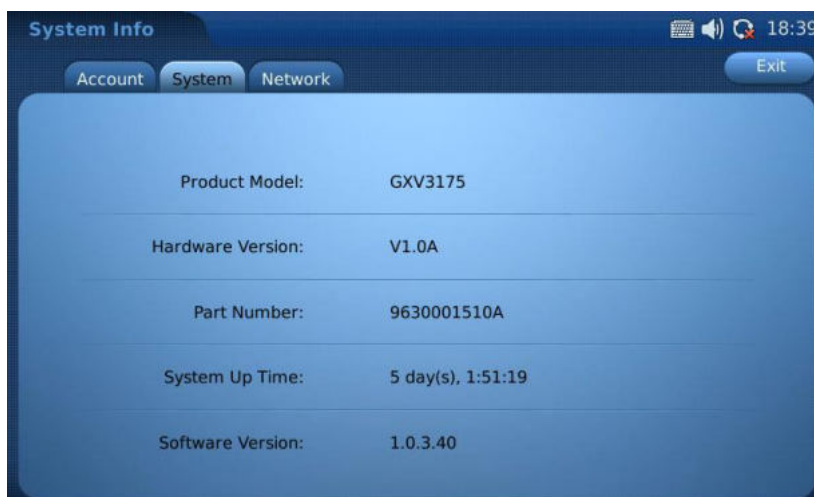 System Info 18:39
Account System Network Exit
Product Model: GXV3175
Hardware Version: V1.0A
Part Number: 9630001510A
System Up Time: 5 day(s), 1:51:19
Software Version: 1.0.3.40